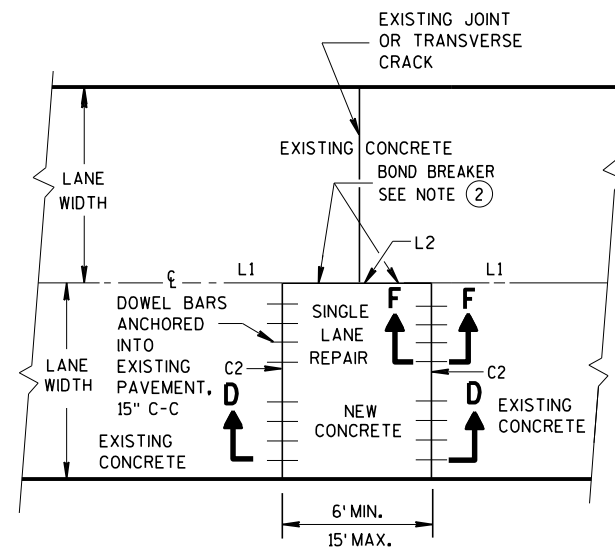 EXISTING JOINT
OR TRANSVERSE
CRACK
EXISTING CONCRETE
BOND BREAKER
SEE NOTE 2
LANE
WIDTH
L2
L1
℄
L1
DOWEL BARS
ANCHORED
INTO
EXISTING
PAVEMENT,
15" C-C
SINGLE
LANE
REPAIR
F
F
LANE
WIDTH
C2
C2
D
D
NEW
CONCRETE
EXISTING
CONCRETE
EXISTING
CONCRETE
6' MIN.
15' MAX.